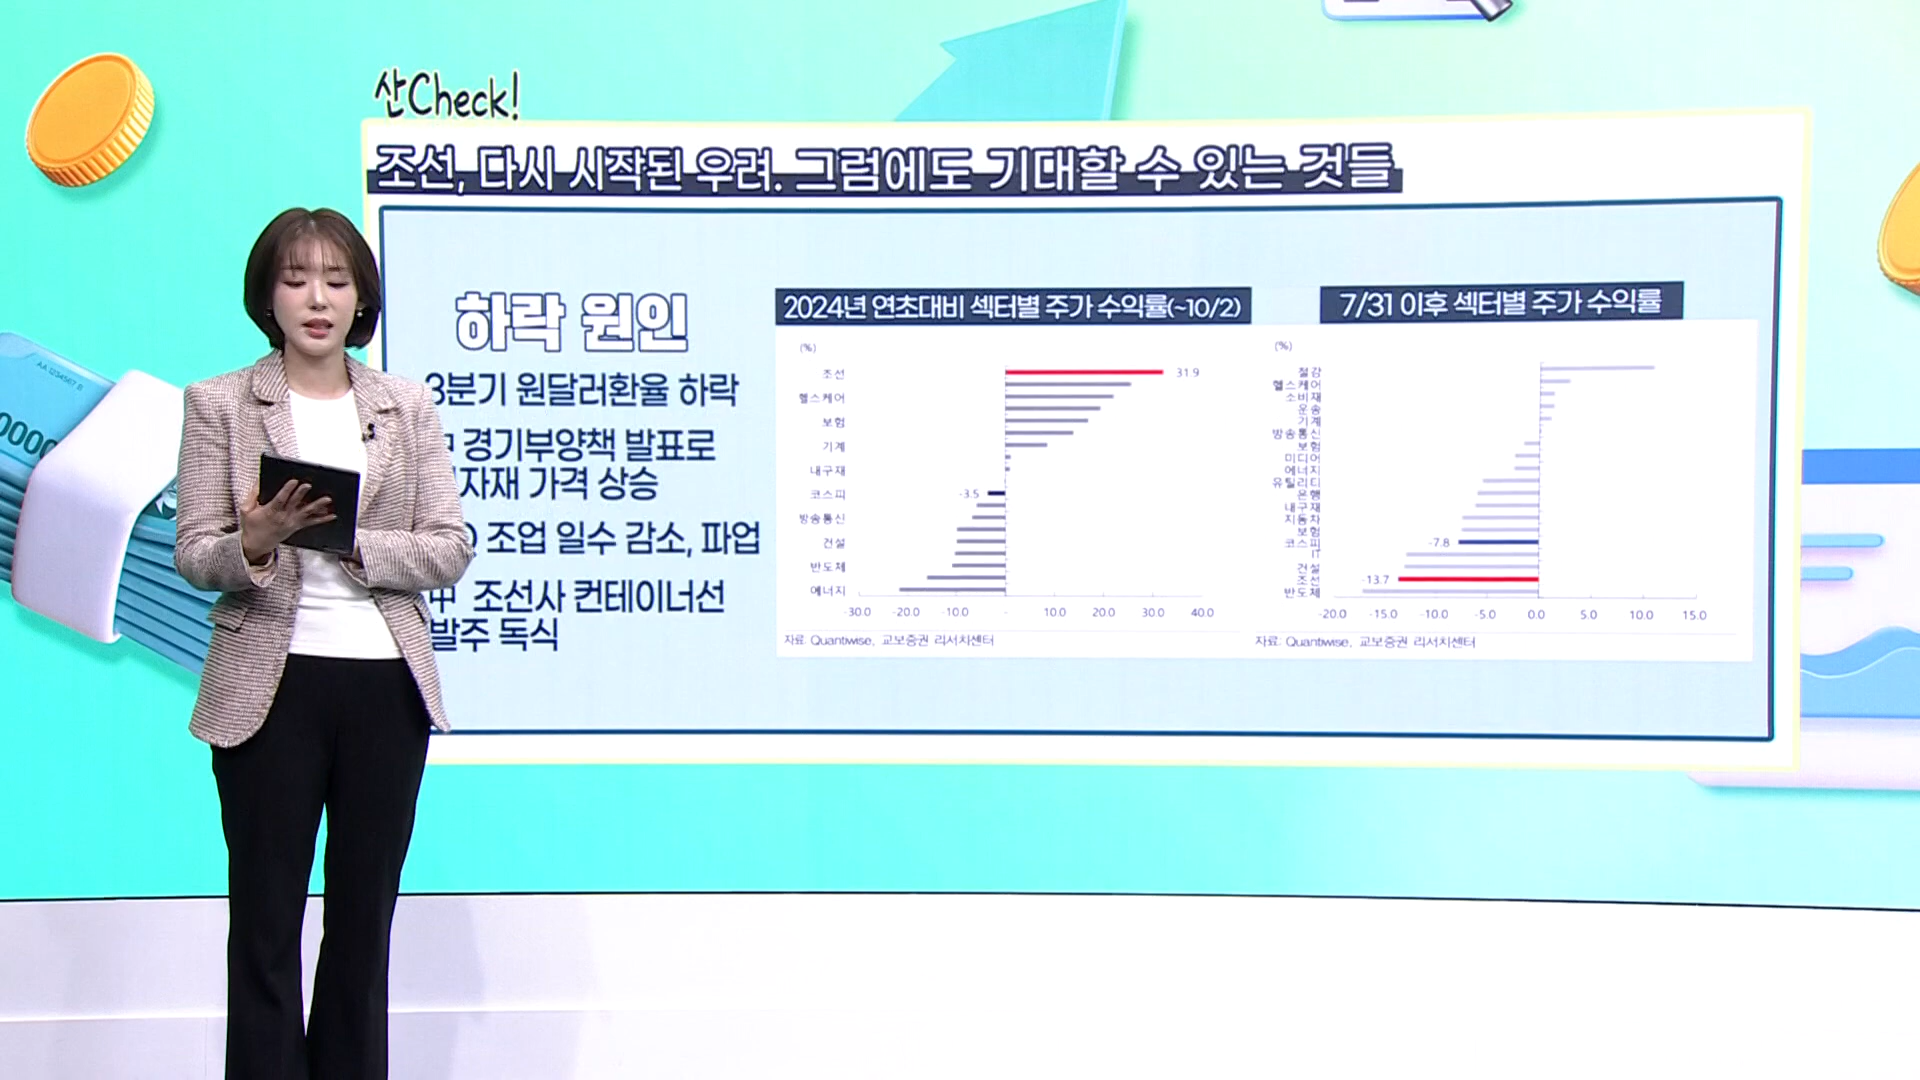 산Check!
조선, 다시 시작된 우려. 그럼에도 기대할 수 있는 것들
하락 원인
3분기 원달러환율 하락
경기부양책 발표로
자재 가격 상승
조업 일수 감소, 파업
中 조선사 컨테이너선
발주 독식
2024년 연초대비 섹터별 주가 수익률(~10/2)
(%)
조선 31.9
헬스케어
보험
기계
내구재
코스피 -3.5
방송통신
건설
반도체
에너지
-30.0 -20.0 -10.0 10.0 20.0 30.0 40.0
자료: Quantiwise, 교보증권 리서치센터
7/31 이후 섹터별 주가 수익률
(%)
철강
헬스케어
소비재
운송
기계
방송통신
보험
미디어
에너지
유틸리티
은행
내구재
자동차
보험
코스피 -7.8
IT
건설
조선 -13.7
반도체
-20.0 -15.0 -10.0 -5.0 0.0 5.0 10.0 15.0
자료: Quantiwise, 교보증권 리서치센터
AA 1234567 B
0000